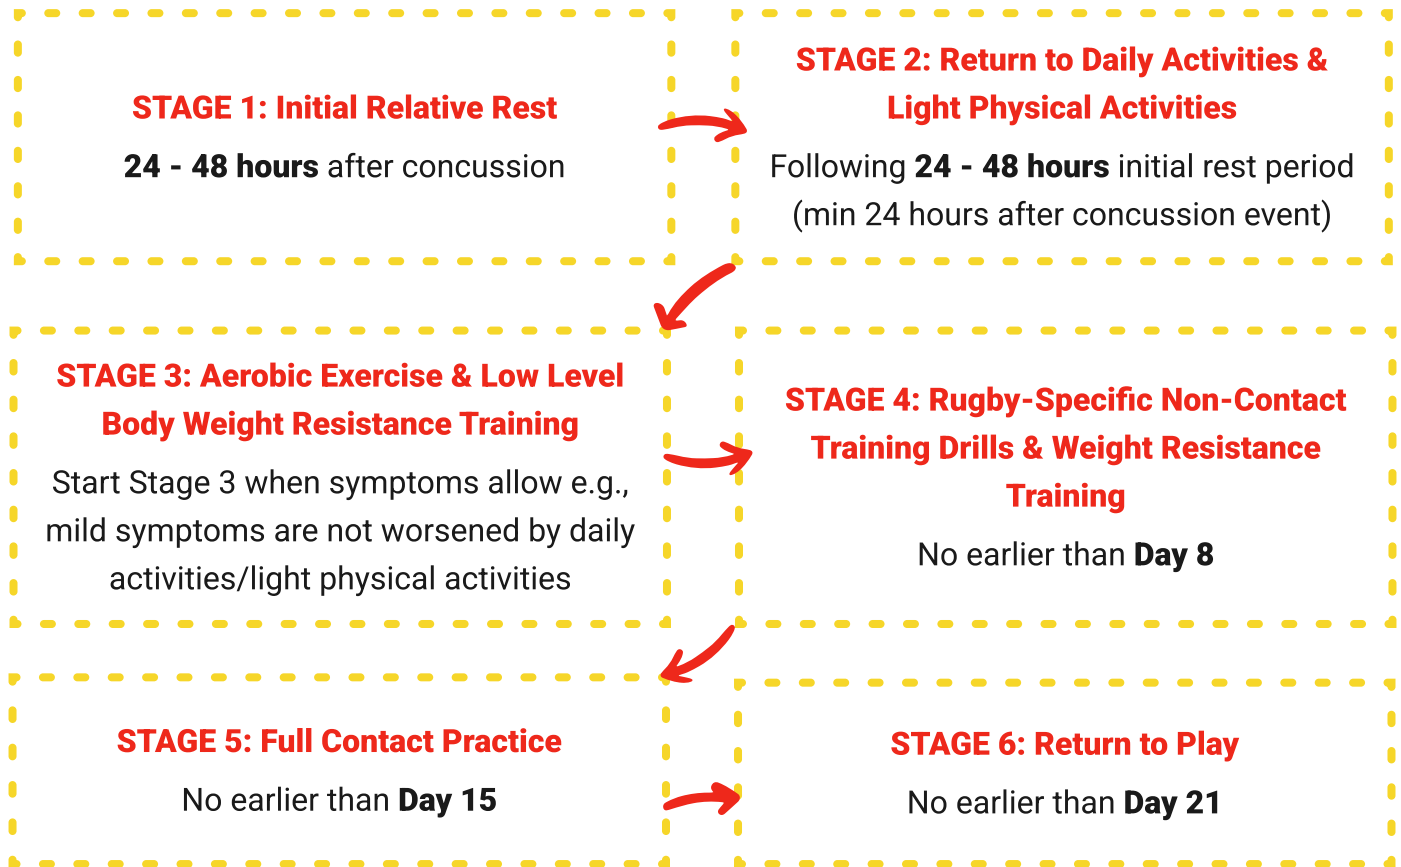 STAGE 1: Initial Relative Rest
24 - 48 hours after concussion
STAGE 2: Return to Daily Activities &
Light Physical Activities
Following 24 - 48 hours initial rest period
(min 24 hours after concussion event)
STAGE 3: Aerobic Exercise & Low Level
Body Weight Resistance Training
Start Stage 3 when symptoms allow e.g.,
mild symptoms are not worsened by daily
activities/light physical activities
STAGE 4: Rugby-Specific Non-Contact
Training Drills & Weight Resistance
Training
No earlier than Day 8
STAGE 5: Full Contact Practice
No earlier than Day 15
STAGE 6: Return to Play
No earlier than Day 21